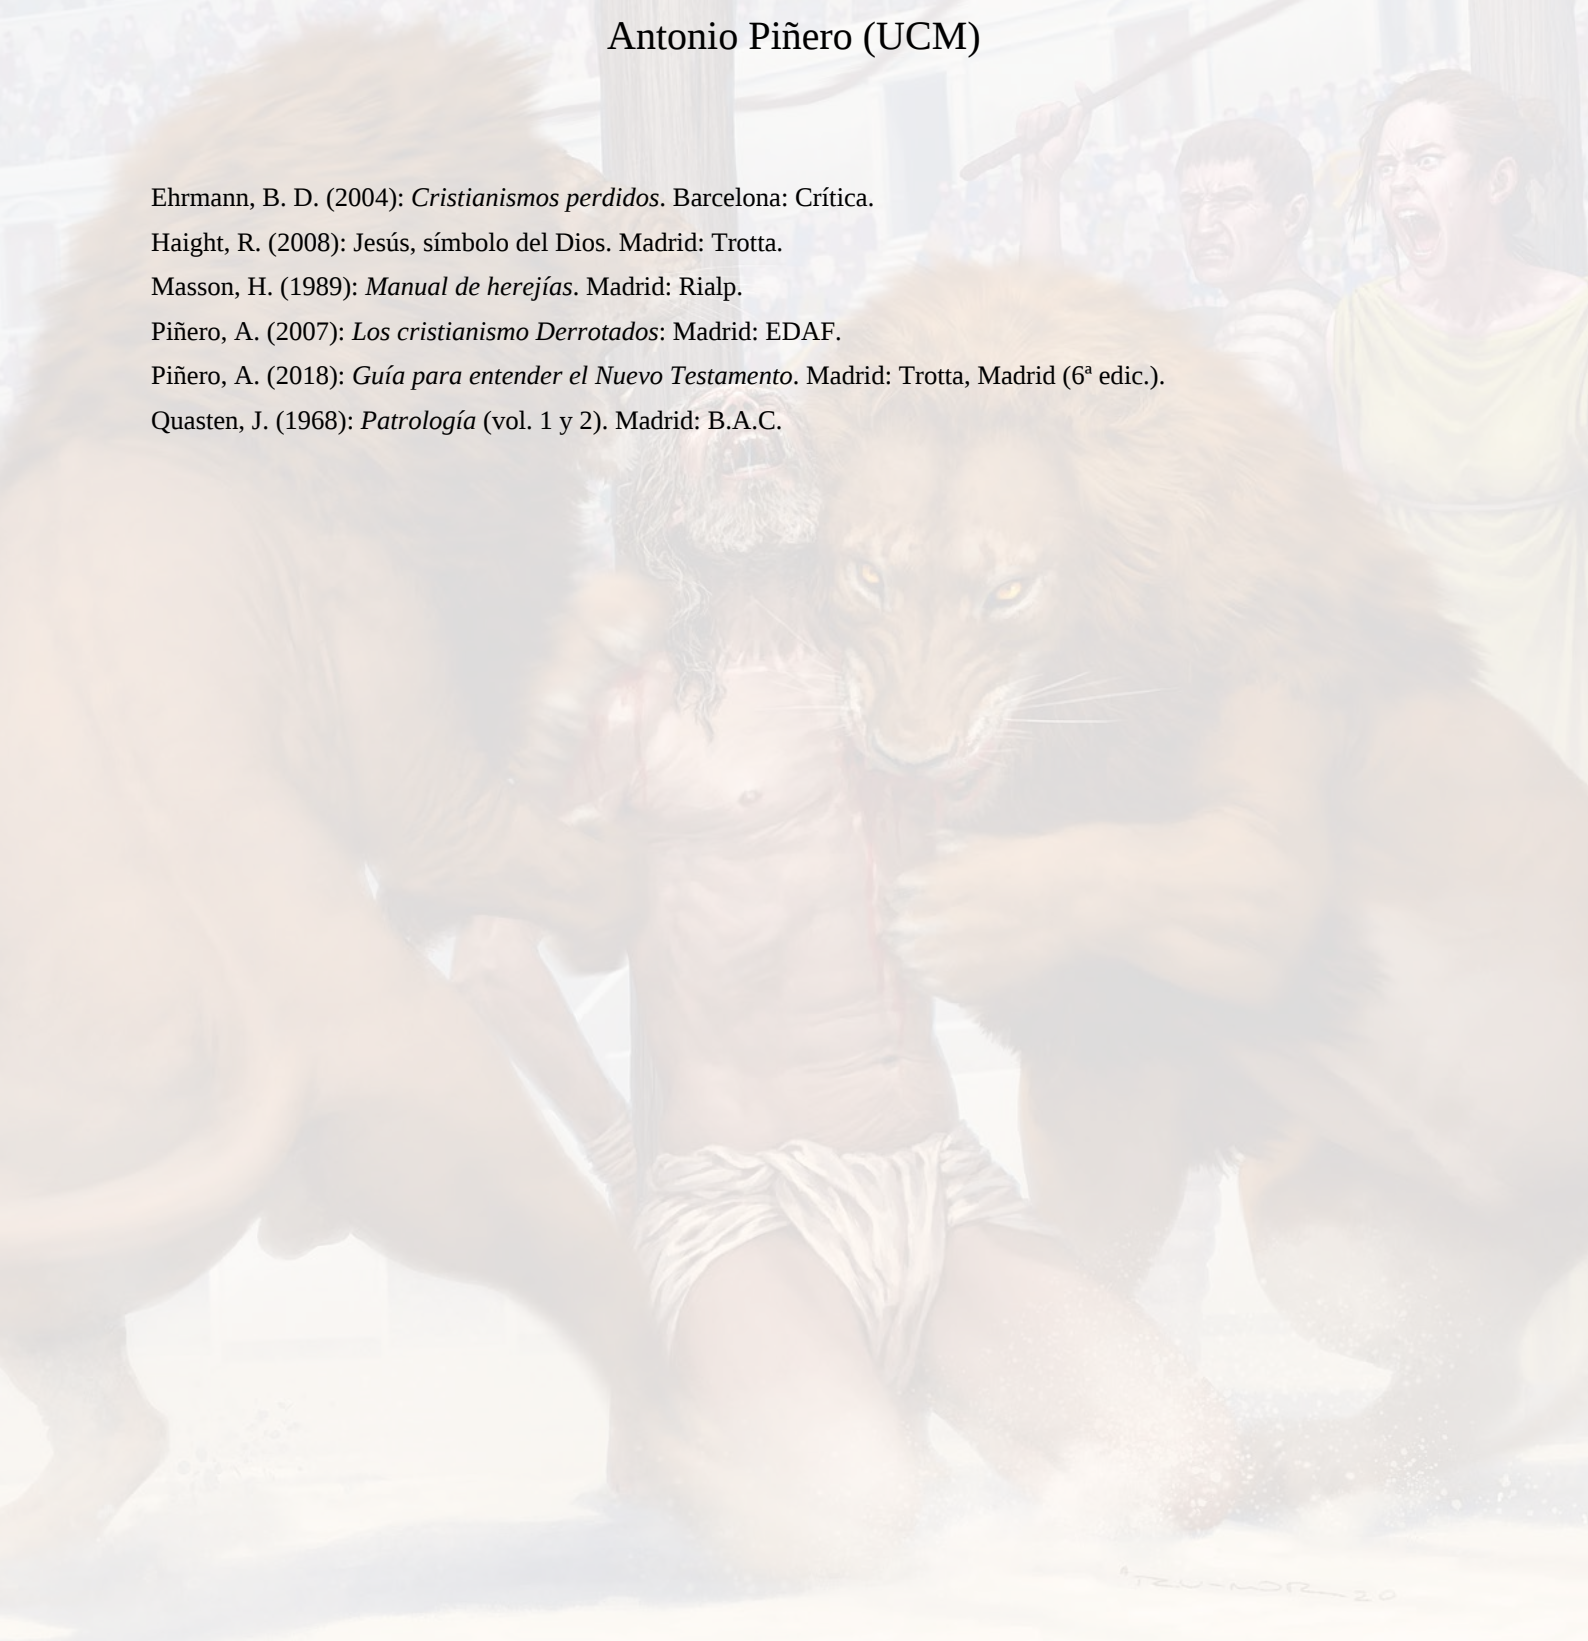 Antonio Piñero (UCM)
Ehrmann, B. D. (2004): Cristianismos perdidos. Barcelona: Crítica.
Haight, R. (2008): Jesús, símbolo del Dios. Madrid: Trotta.
Masson, H. (1989): Manual de herejías. Madrid: Rialp.
Piñero, A. (2007): Los cristianismo Derrotados: Madrid: EDAF.
Piñero, A. (2018): Guía para entender el Nuevo Testamento. Madrid: Trotta, Madrid (6ª edic.).
Quasten, J. (1968): Patrología (vol. 1 y 2). Madrid: B.A.C.